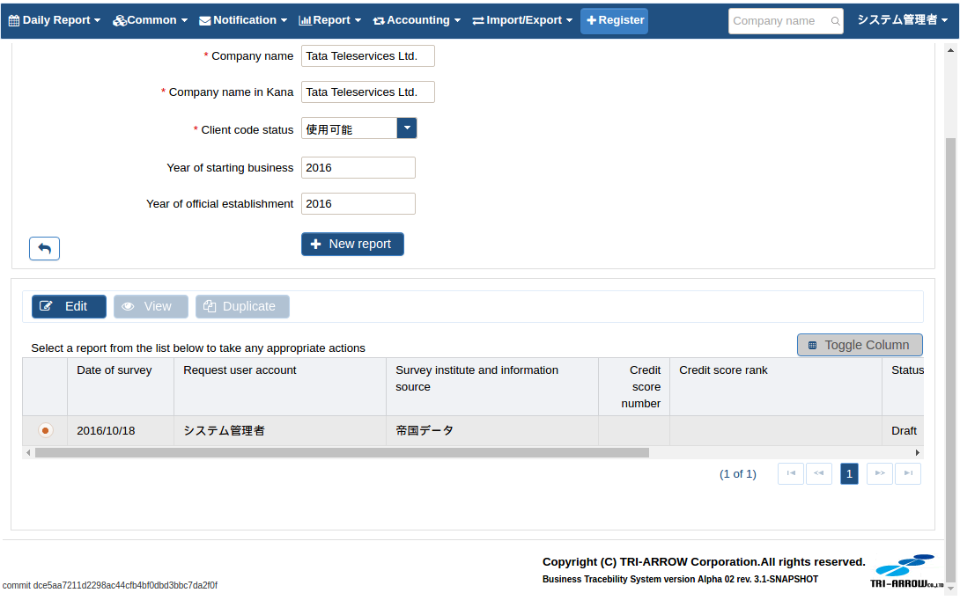 Daily Report Common Notification Report Accounting Import/Export Register Company name システム管理者
* Company name Tata Teleservices Ltd.
* Company name in Kana Tata Teleservices Ltd.
* Client code status 使用可能
Year of starting business 2016
Year of official establishment 2016
New report
Edit View Duplicate
Toggle Column
Select a report from the list below to take any appropriate actions
Date of survey Request user account Survey institute and information source Credit score number Credit score rank Status
2016/10/18 システム管理者 帝国データ Draft
(1 of 1) 1
Copyright (C) TRI-ARROW Corporation.All rights reserved.
Business Tracebility System version Alpha 02 rev. 3.1-SNAPSHOT
TRI-ARROW Co.,LTD
commit dce5aa7211d2298ac44cfb4bf0dbd3bbc7da2f0f